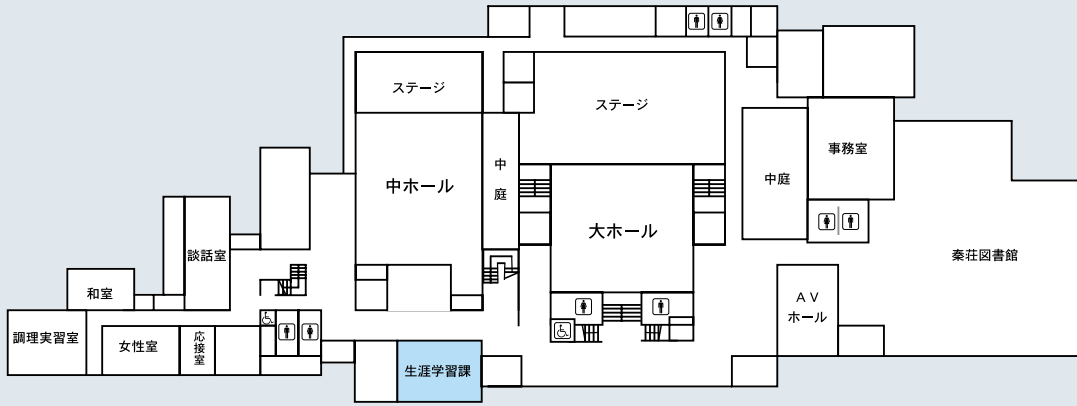 ステージ
ステージ
中庭
事務室
中ホール
中庭
大ホール
談話室
秦荘図書館
和室
AV
ホール
調理実習室
女性室
応接室
生涯学習課